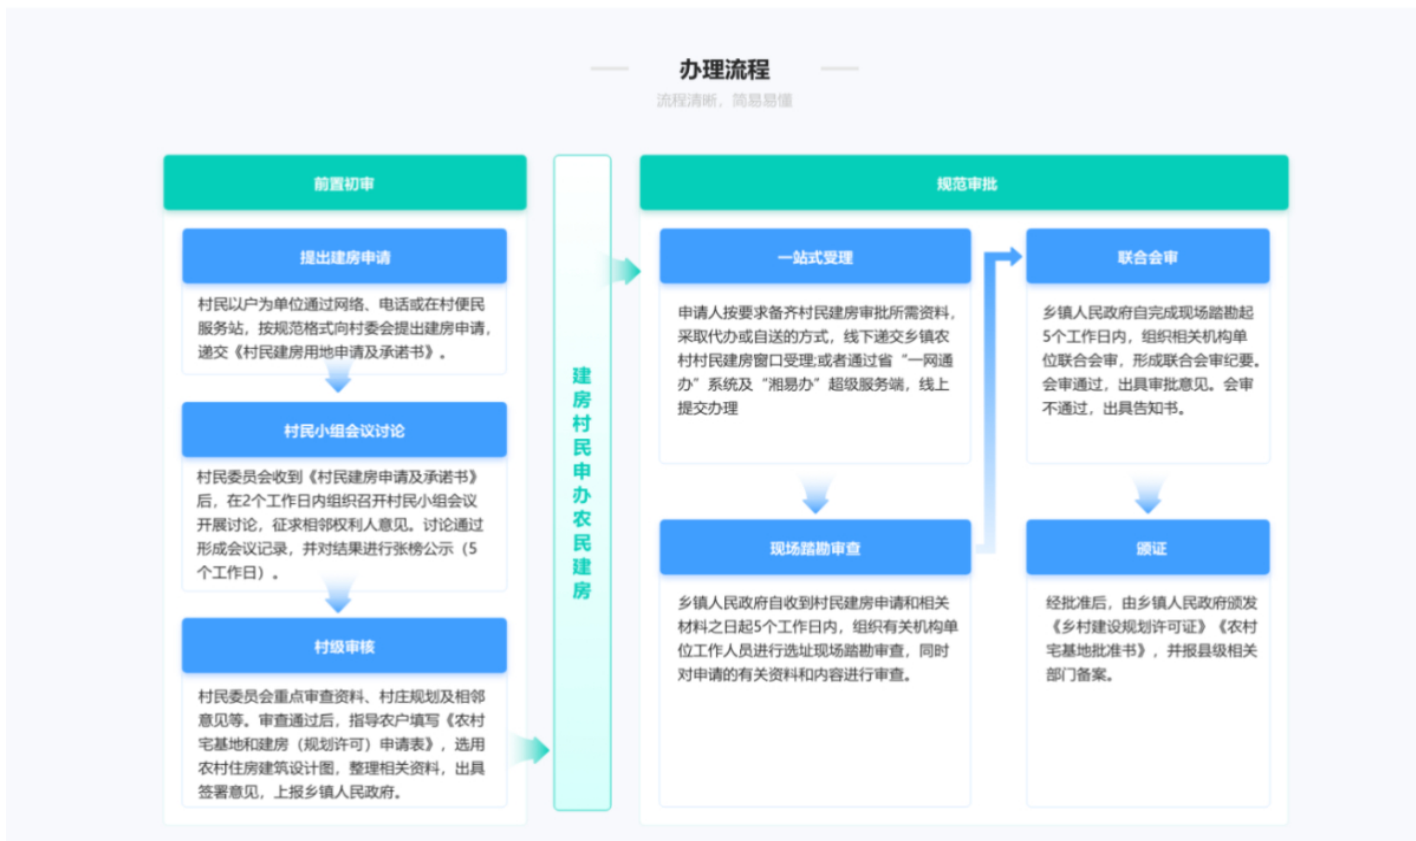 办理流程
流程清晰，简易易懂
前置初审
提出建房申请
村民以户为单位通过网络、电话或在村便民
服务站，按规范格式向村委会提出建房申请，
递交《村民建房用地申请及承诺书》。
村民小组会议讨论
村民委员会收到《村民建房申请及承诺书》
后，在2个工作日内组织召开村民小组会议
开展讨论，征求相邻权利人意见。讨论通过
形成会议记录，并对结果进行张榜公示（5
个工作日）。
村级审核
村民委员会重点审查资料、村庄规划及相邻
意见等。审查通过后，指导农户填写《农村
宅基地和建房（规划许可）申请表》，选用
农村住房建筑设计图，整理相关资料，出具
签署意见，上报乡镇人民政府。
建房村民申办农民建房
规范审批
一站式受理
申请人按要求备齐村民建房审批所需资料，
采取代办或自送的方式，线下递交乡镇农
村村民建房窗口受理;或者通过省“一网通
办”系统及“湘易办”超级服务端，线上
提交办理
现场踏勘审查
乡镇人民政府自收到村民建房申请和相关
材料之日起5个工作日内，组织有关机构单
位工作人员进行选址现场踏勘审查，同时
对申请的有关资料和内容进行审查。
联合会审
乡镇人民政府自完成现场踏勘起
5个工作日内，组织相关机构单
位联合会审，形成联合会审纪要。
会审通过，出具审批意见。会审
不通过，出具告知书。
颁证
经批准后，由乡镇人民政府颁发
《乡村建设规划许可证》《农村
宅基地批准书》，并报县级相关
部门备案。